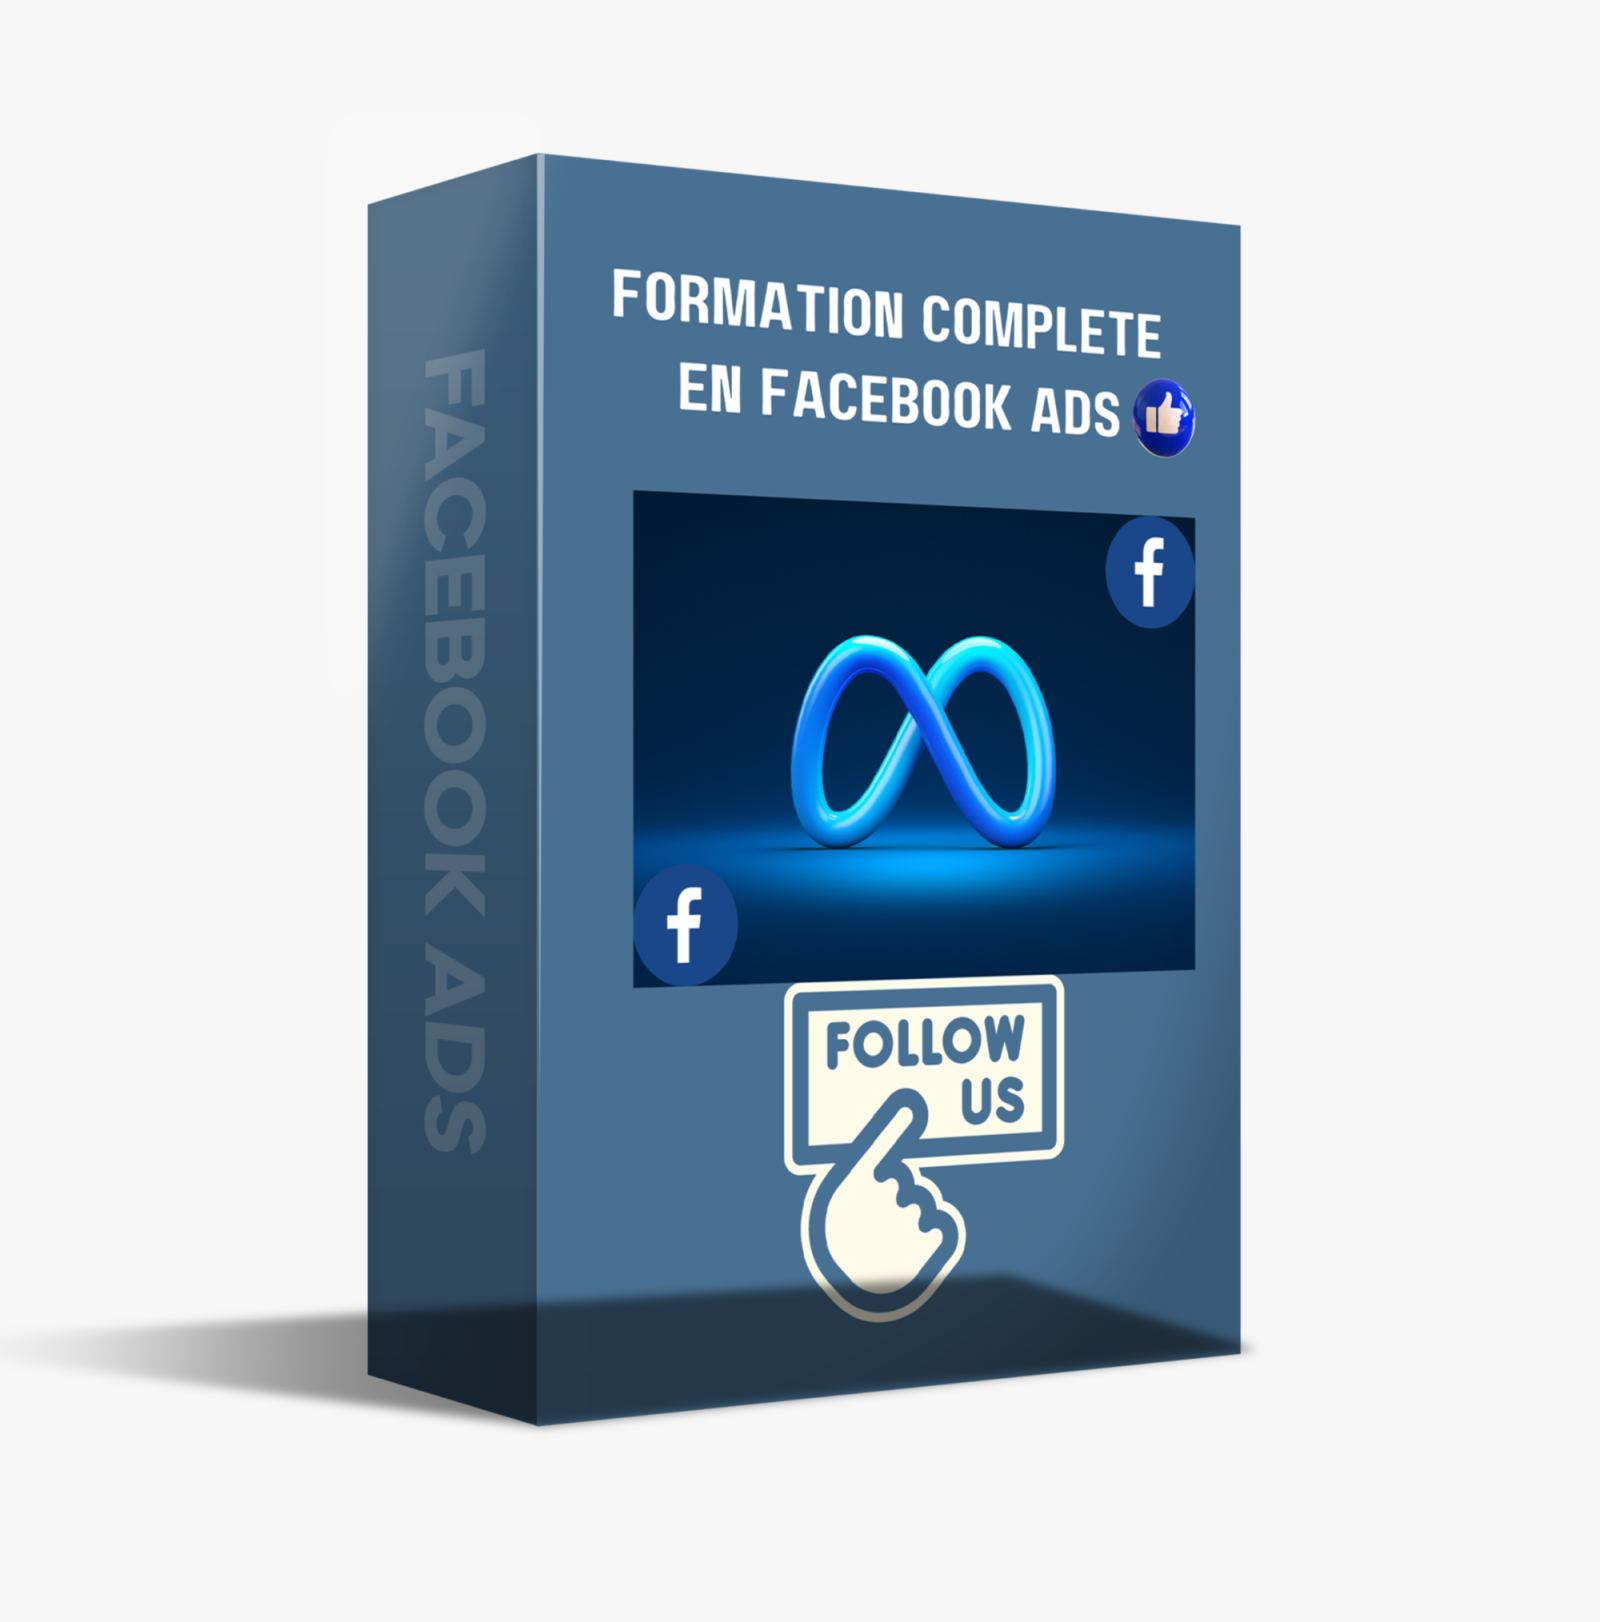 FORMATION COMPLETE
EN FACEBOOK ADS
FACEBOOK ADS
f
f
FOLLOW
US